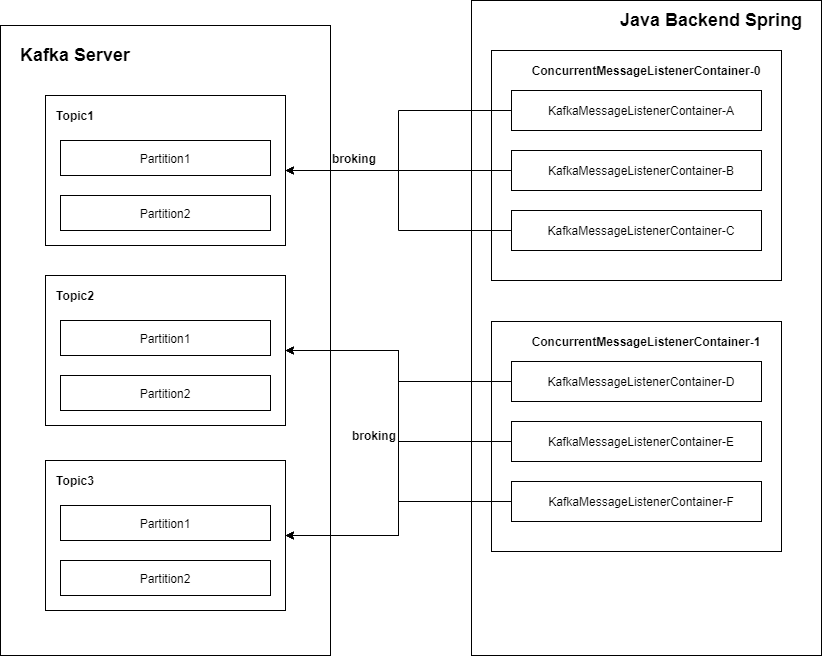 Kafka Server
Topic1
Partition1
Partition2
Topic2
Partition1
Partition2
Topic3
Partition1
Partition2
broking
broking
Java Backend Spring
ConcurrentMessageListenerContainer-0
KafkaMessageListenerContainer-A
KafkaMessageListenerContainer-B
KafkaMessageListenerContainer-C
ConcurrentMessageListenerContainer-1
KafkaMessageListenerContainer-D
KafkaMessageListenerContainer-E
KafkaMessageListenerContainer-F